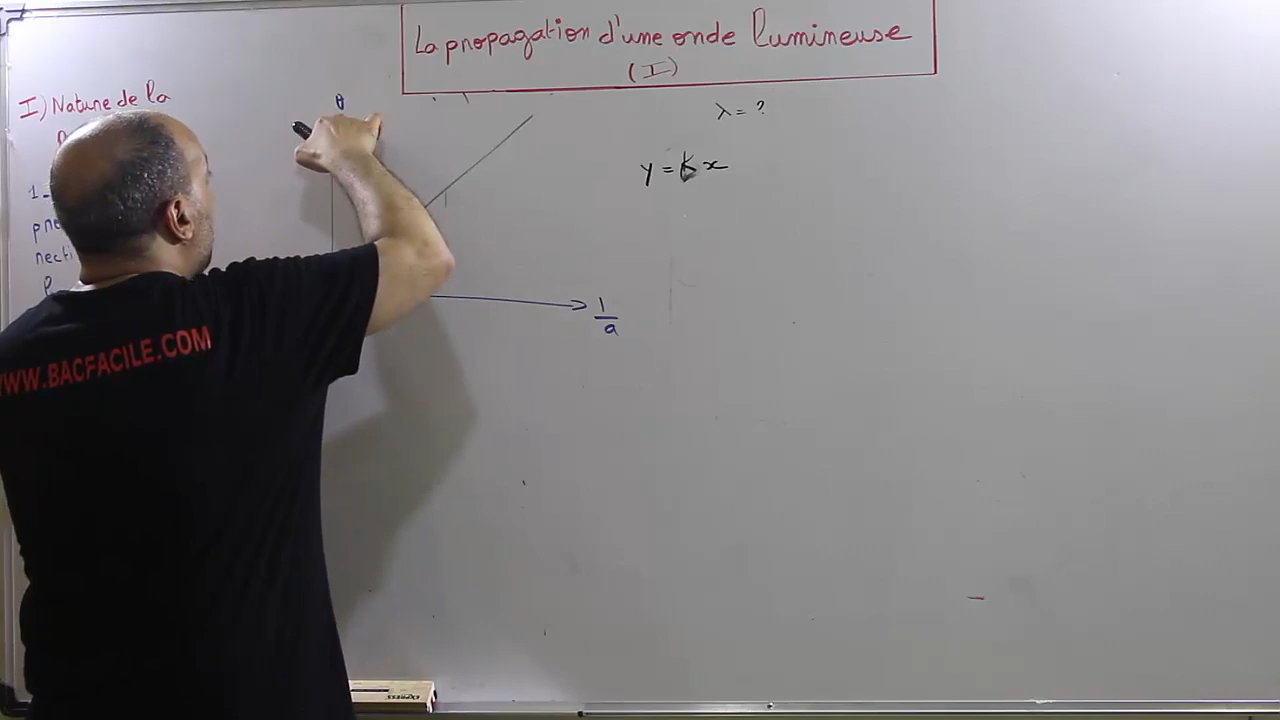 La propagation d'une onde lumineuse
(I)
I) Nature de la
1-
θ
λ = ?
y = K x
1
a
WWW.BACFACILE.COM